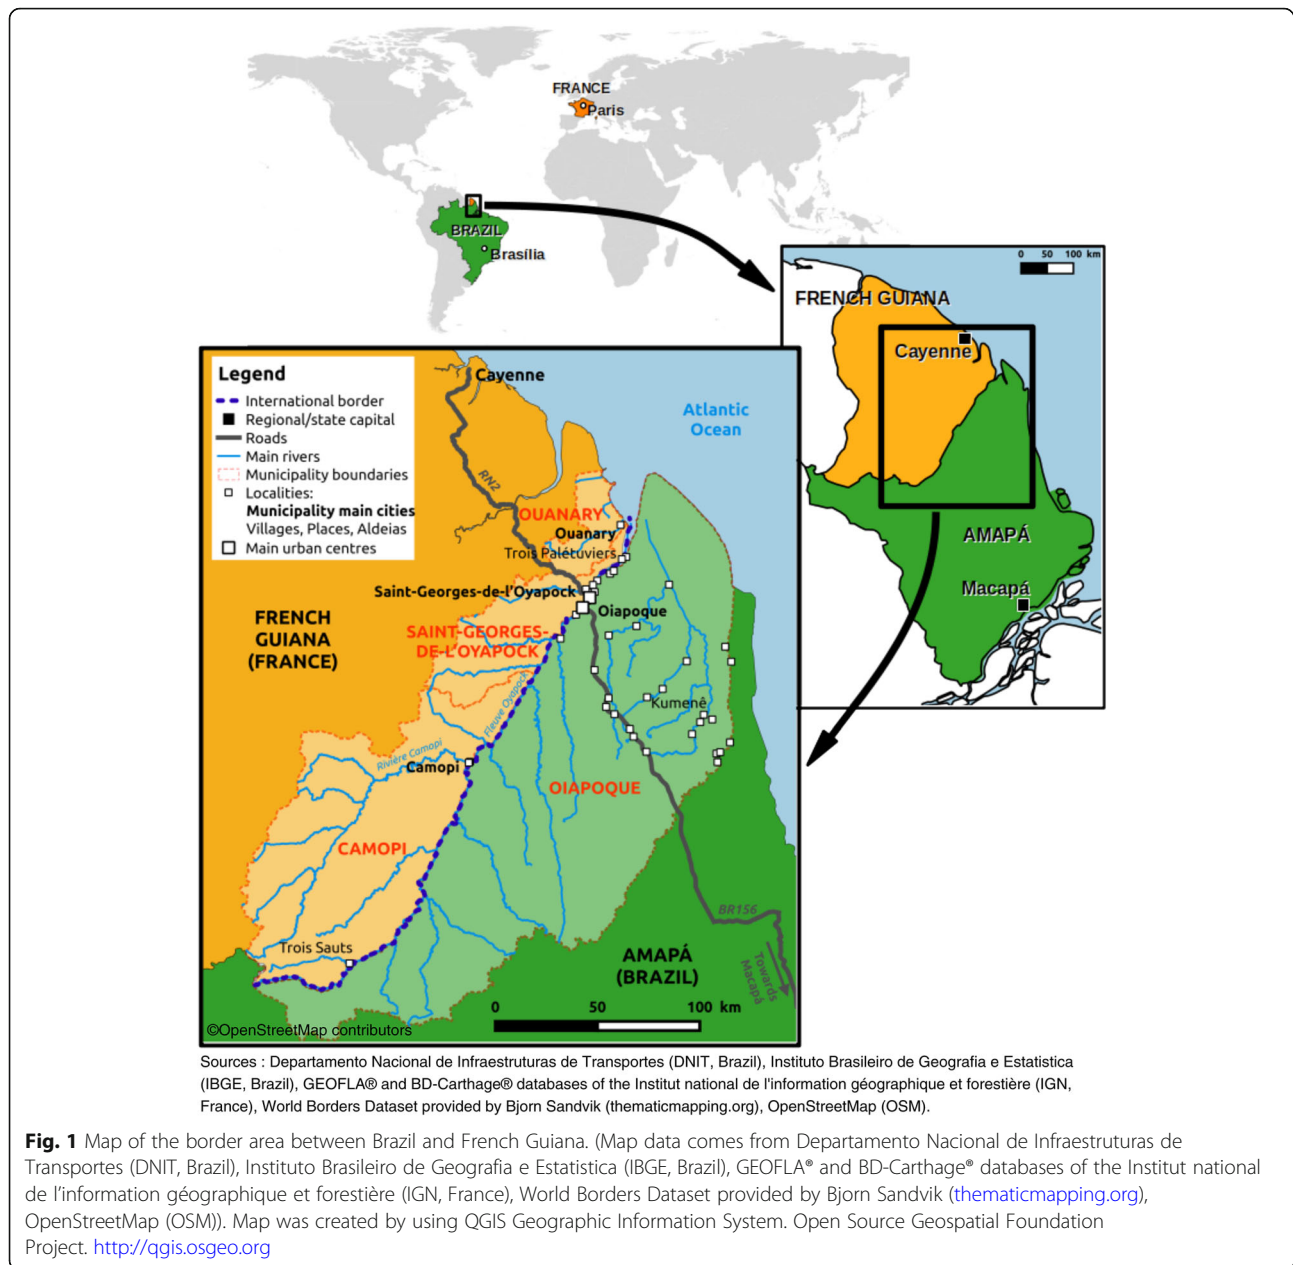 FRANCE
Paris
BRAZIL
Brasília
0 50 100 km
FRENCH GUIANA
Cayenne
AMAPÁ
Macapá
Legend
International border
Regional/state capital
Roads
Main rivers
Municipality boundaries
Localities:
Municipality main cities
Villages, Places, Aldeias
Main urban centres
Cayenne
Atlantic
Ocean
RN2
OUANARY
Ouanary
Trois Palétuviers
Saint-Georges-de-l'Oyapock
Oiapoque
FRENCH
GUIANA
(FRANCE)
SAINT-GEORGES-
DE-L'OYAPOCK
Fleuve Oyapock
Kumenê
Rivière Camopi
Camopi
OIAPOQUE
CAMOPI
BR156
Trois Sauts
AMAPÁ
(BRAZIL)
Towards
Macapá
0 50 100 km
©OpenStreetMap contributors
Sources : Departamento Nacional de Infraestruturas de Transportes (DNIT, Brazil), Instituto Brasileiro de Geografia e Estatistica
(IBGE, Brazil), GEOFLA® and BD-Carthage® databases of the Institut national de l'information géographique et forestière (IGN,
France), World Borders Dataset provided by Bjorn Sandvik (thematicmapping.org), OpenStreetMap (OSM).
Fig. 1 Map of the border area between Brazil and French Guiana. (Map data comes from Departamento Nacional de Infraestruturas de
Transportes (DNIT, Brazil), Instituto Brasileiro de Geografia e Estatistica (IBGE, Brazil), GEOFLA® and BD-Carthage® databases of the Institut national
de l'information géographique et forestière (IGN, France), World Borders Dataset provided by Bjorn Sandvik (thematicmapping.org),
OpenStreetMap (OSM)). Map was created by using QGIS Geographic Information System. Open Source Geospatial Foundation
Project. http://qgis.osgeo.org